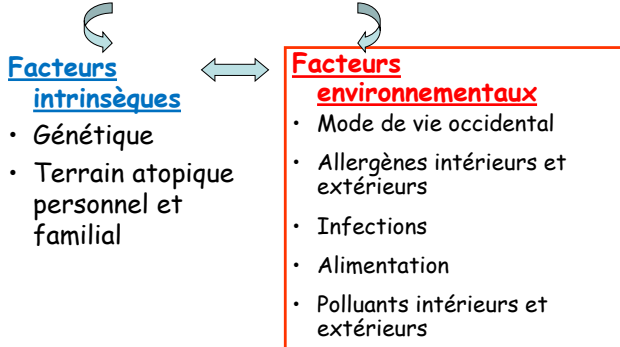 Facteurs
intrinsèques
• Génétique
• Terrain atopique
personnel et
familial
Facteurs
environnementaux
• Mode de vie occidental
• Allergènes intérieurs et
extérieurs
• Infections
• Alimentation
• Polluants intérieurs et
extérieurs